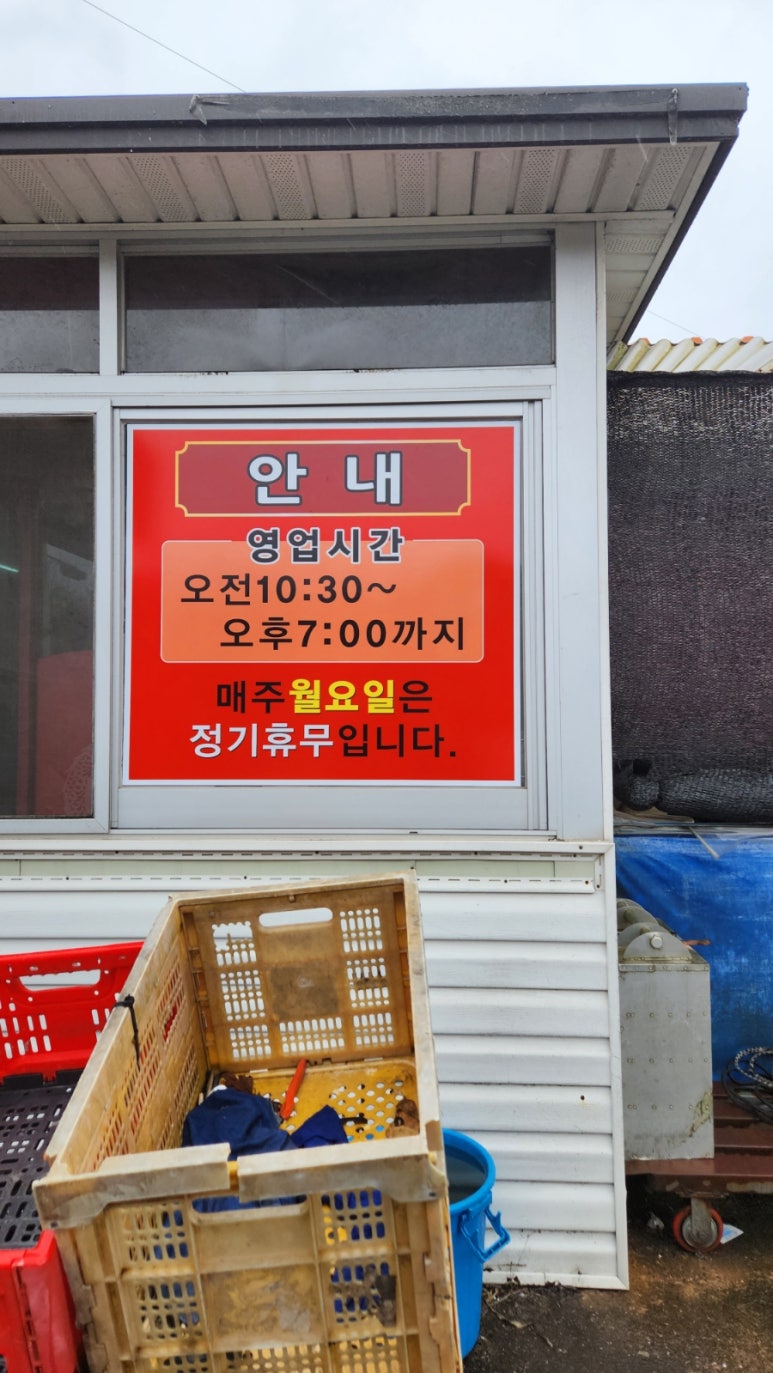 안 내
영업시간
오전10:30~
오후7:00까지
매주월요일은
정기휴무입니다.